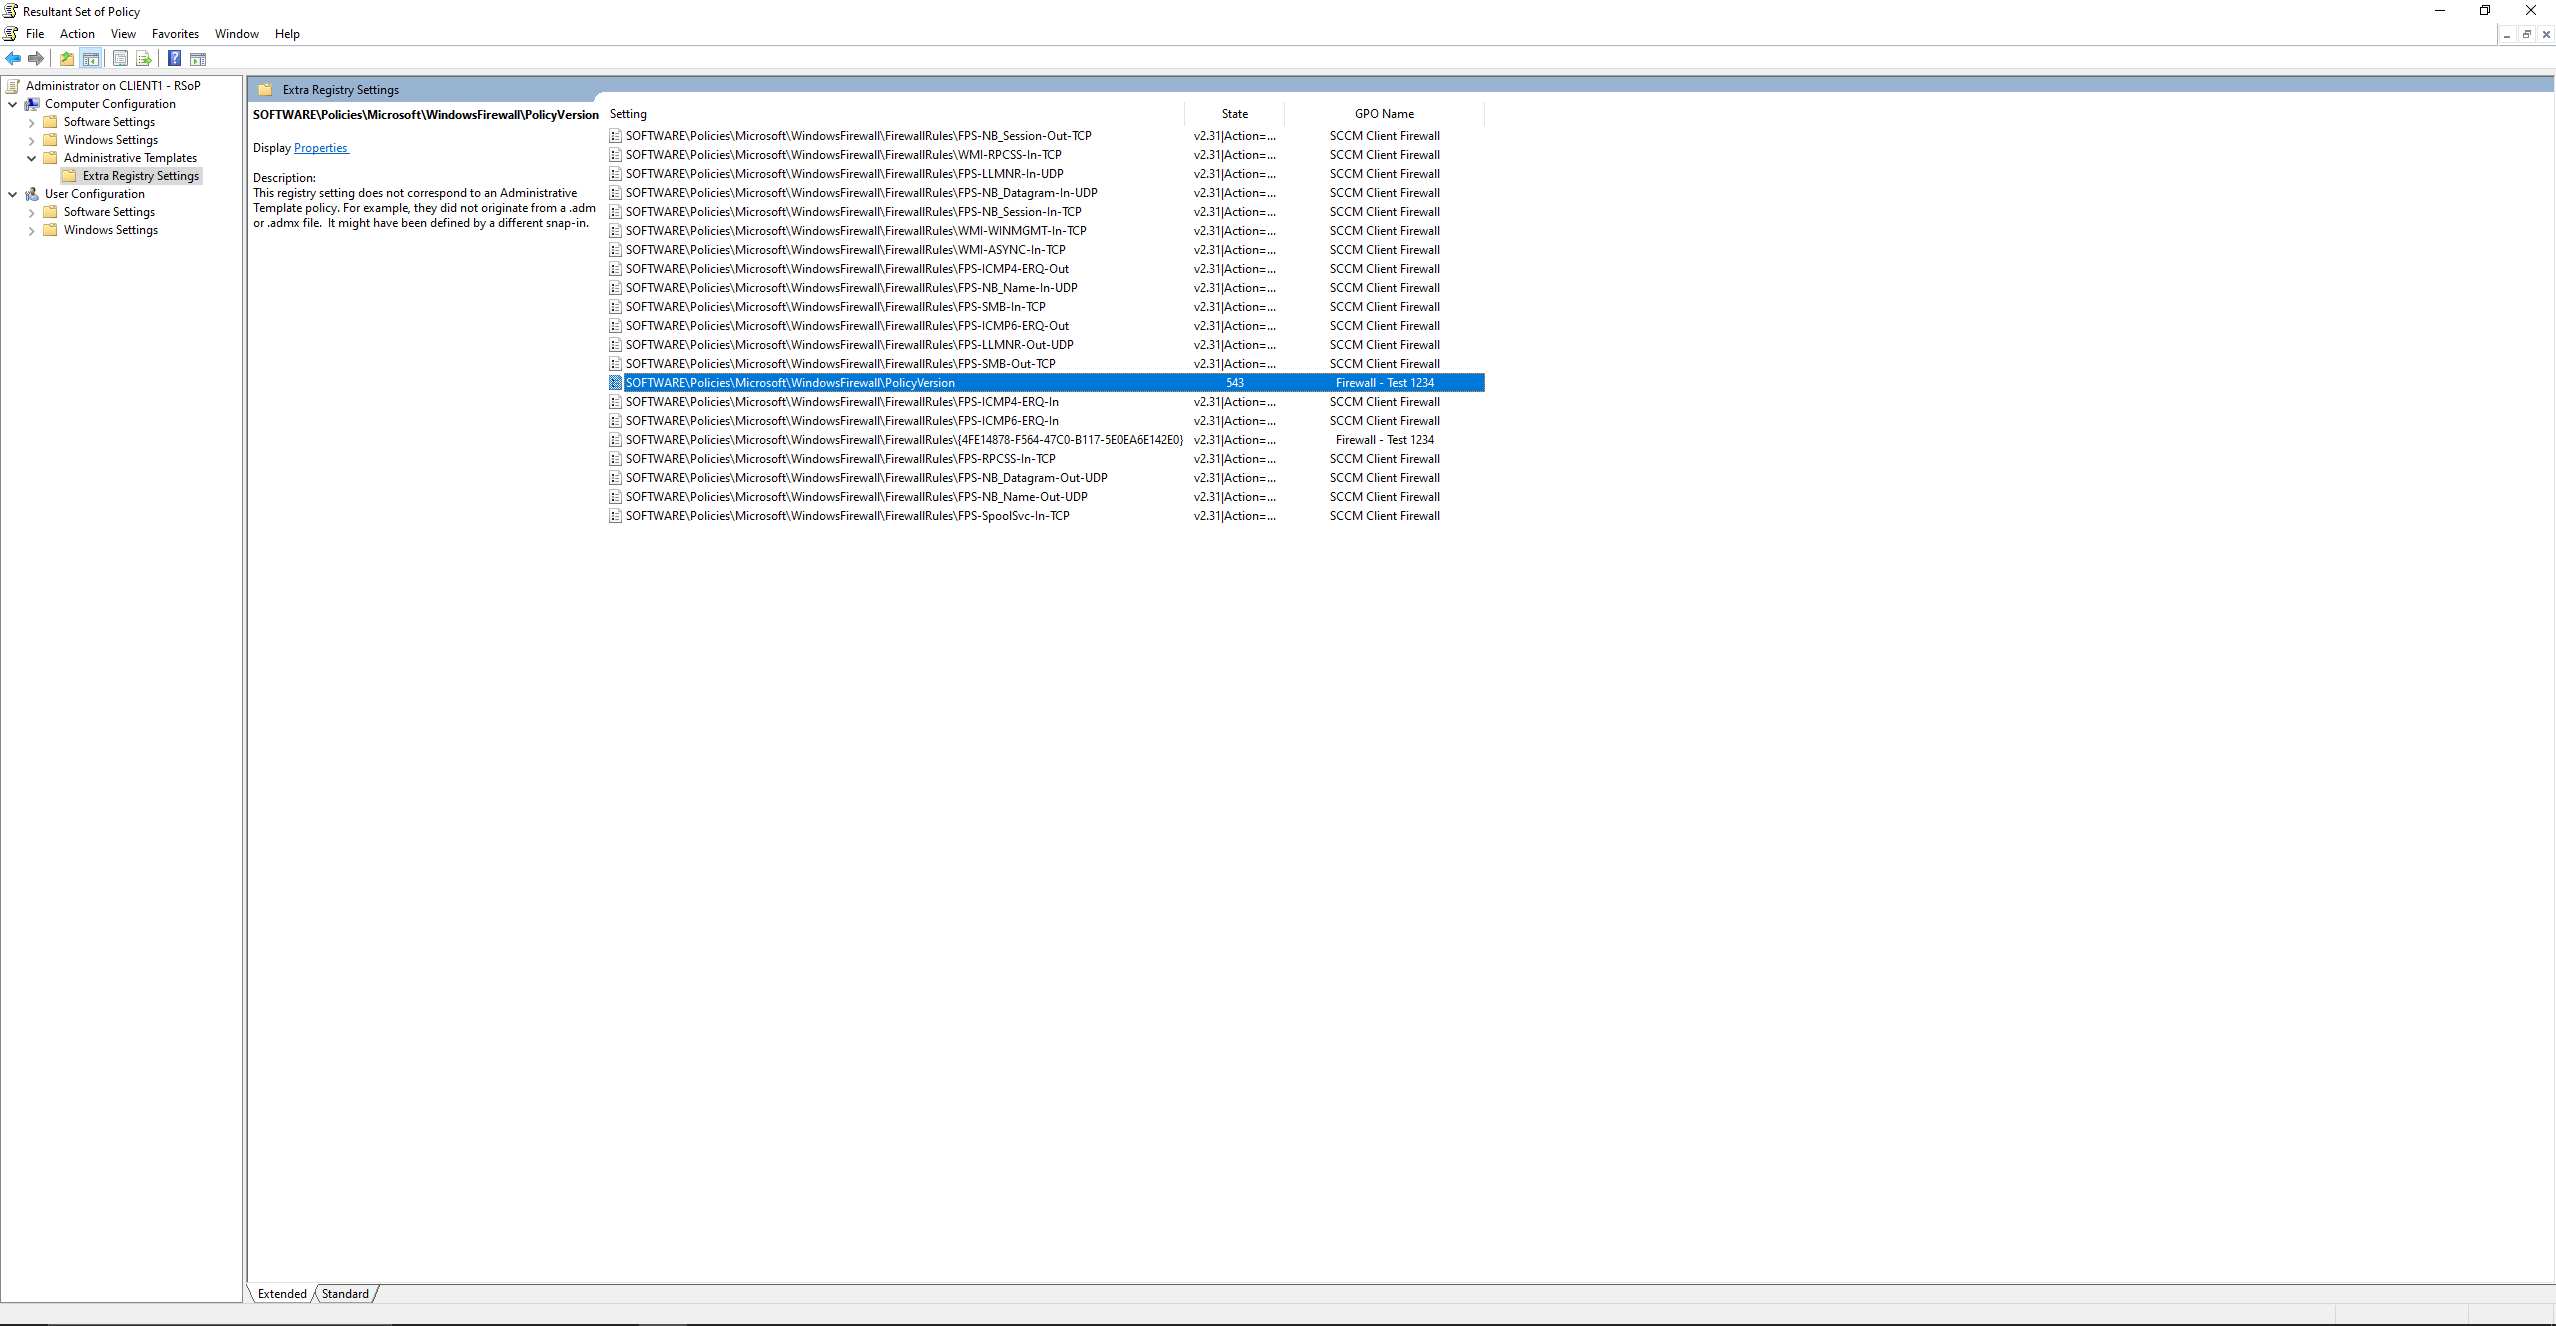 Resultant Set of Policy
File Action View Favorites Window Help
Administrator on CLIENT1 - RSoP
Computer Configuration
Software Settings
Windows Settings
Administrative Templates
Extra Registry Settings
User Configuration
Software Settings
Windows Settings
Extra Registry Settings
SOFTWARE\Policies\Microsoft\WindowsFirewall\PolicyVersion
Display Properties
Description:
This registry setting does not correspond to an Administrative
Template policy. For example, they did not originate from a .adm
or .admx file. It might have been defined by a different snap-in.
Setting State GPO Name
SOFTWARE\Policies\Microsoft\WindowsFirewall\FirewallRules\FPS-NB_Session-Out-TCP v2.31|Action=... SCCM Client Firewall
SOFTWARE\Policies\Microsoft\WindowsFirewall\FirewallRules\WMI-RPCSS-In-TCP v2.31|Action=... SCCM Client Firewall
SOFTWARE\Policies\Microsoft\WindowsFirewall\FirewallRules\FPS-LLMNR-In-UDP v2.31|Action=... SCCM Client Firewall
SOFTWARE\Policies\Microsoft\WindowsFirewall\FirewallRules\FPS-NB_Datagram-In-UDP v2.31|Action=... SCCM Client Firewall
SOFTWARE\Policies\Microsoft\WindowsFirewall\FirewallRules\FPS-NB_Session-In-TCP v2.31|Action=... SCCM Client Firewall
SOFTWARE\Policies\Microsoft\WindowsFirewall\FirewallRules\WMI-WINMGMT-In-TCP v2.31|Action=... SCCM Client Firewall
SOFTWARE\Policies\Microsoft\WindowsFirewall\FirewallRules\WMI-ASYNC-In-TCP v2.31|Action=... SCCM Client Firewall
SOFTWARE\Policies\Microsoft\WindowsFirewall\FirewallRules\FPS-ICMP4-ERQ-Out v2.31|Action=... SCCM Client Firewall
SOFTWARE\Policies\Microsoft\WindowsFirewall\FirewallRules\FPS-NB_Name-In-UDP v2.31|Action=... SCCM Client Firewall
SOFTWARE\Policies\Microsoft\WindowsFirewall\FirewallRules\FPS-SMB-In-TCP v2.31|Action=... SCCM Client Firewall
SOFTWARE\Policies\Microsoft\WindowsFirewall\FirewallRules\FPS-ICMP6-ERQ-Out v2.31|Action=... SCCM Client Firewall
SOFTWARE\Policies\Microsoft\WindowsFirewall\FirewallRules\FPS-LLMNR-Out-UDP v2.31|Action=... SCCM Client Firewall
SOFTWARE\Policies\Microsoft\WindowsFirewall\FirewallRules\FPS-SMB-Out-TCP v2.31|Action=... SCCM Client Firewall
SOFTWARE\Policies\Microsoft\WindowsFirewall\PolicyVersion 543 Firewall - Test 1234
SOFTWARE\Policies\Microsoft\WindowsFirewall\FirewallRules\FPS-ICMP4-ERQ-In v2.31|Action=... SCCM Client Firewall
SOFTWARE\Policies\Microsoft\WindowsFirewall\FirewallRules\FPS-ICMP6-ERQ-In v2.31|Action=... SCCM Client Firewall
SOFTWARE\Policies\Microsoft\WindowsFirewall\FirewallRules\{4FE14878-F564-47C0-B117-5E0EA6E142E0} v2.31|Action=... Firewall - Test 1234
SOFTWARE\Policies\Microsoft\WindowsFirewall\FirewallRules\FPS-RPCSS-In-TCP v2.31|Action=... SCCM Client Firewall
SOFTWARE\Policies\Microsoft\WindowsFirewall\FirewallRules\FPS-NB_Datagram-Out-UDP v2.31|Action=... SCCM Client Firewall
SOFTWARE\Policies\Microsoft\WindowsFirewall\FirewallRules\FPS-NB_Name-Out-UDP v2.31|Action=... SCCM Client Firewall
SOFTWARE\Policies\Microsoft\WindowsFirewall\FirewallRules\FPS-SpoolSvc-In-TCP v2.31|Action=... SCCM Client Firewall
Extended Standard